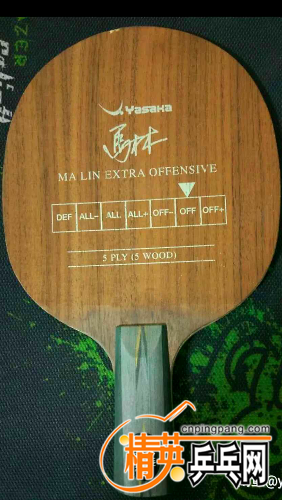 Yasaka
馬林
MA LIN EXTRA OFFENSIVE
DEF ALL- ALL ALL+ OFF- OFF OFF+
5 PLY (5 WOOD)
cnpingpang.com
精英乒乓网
@y